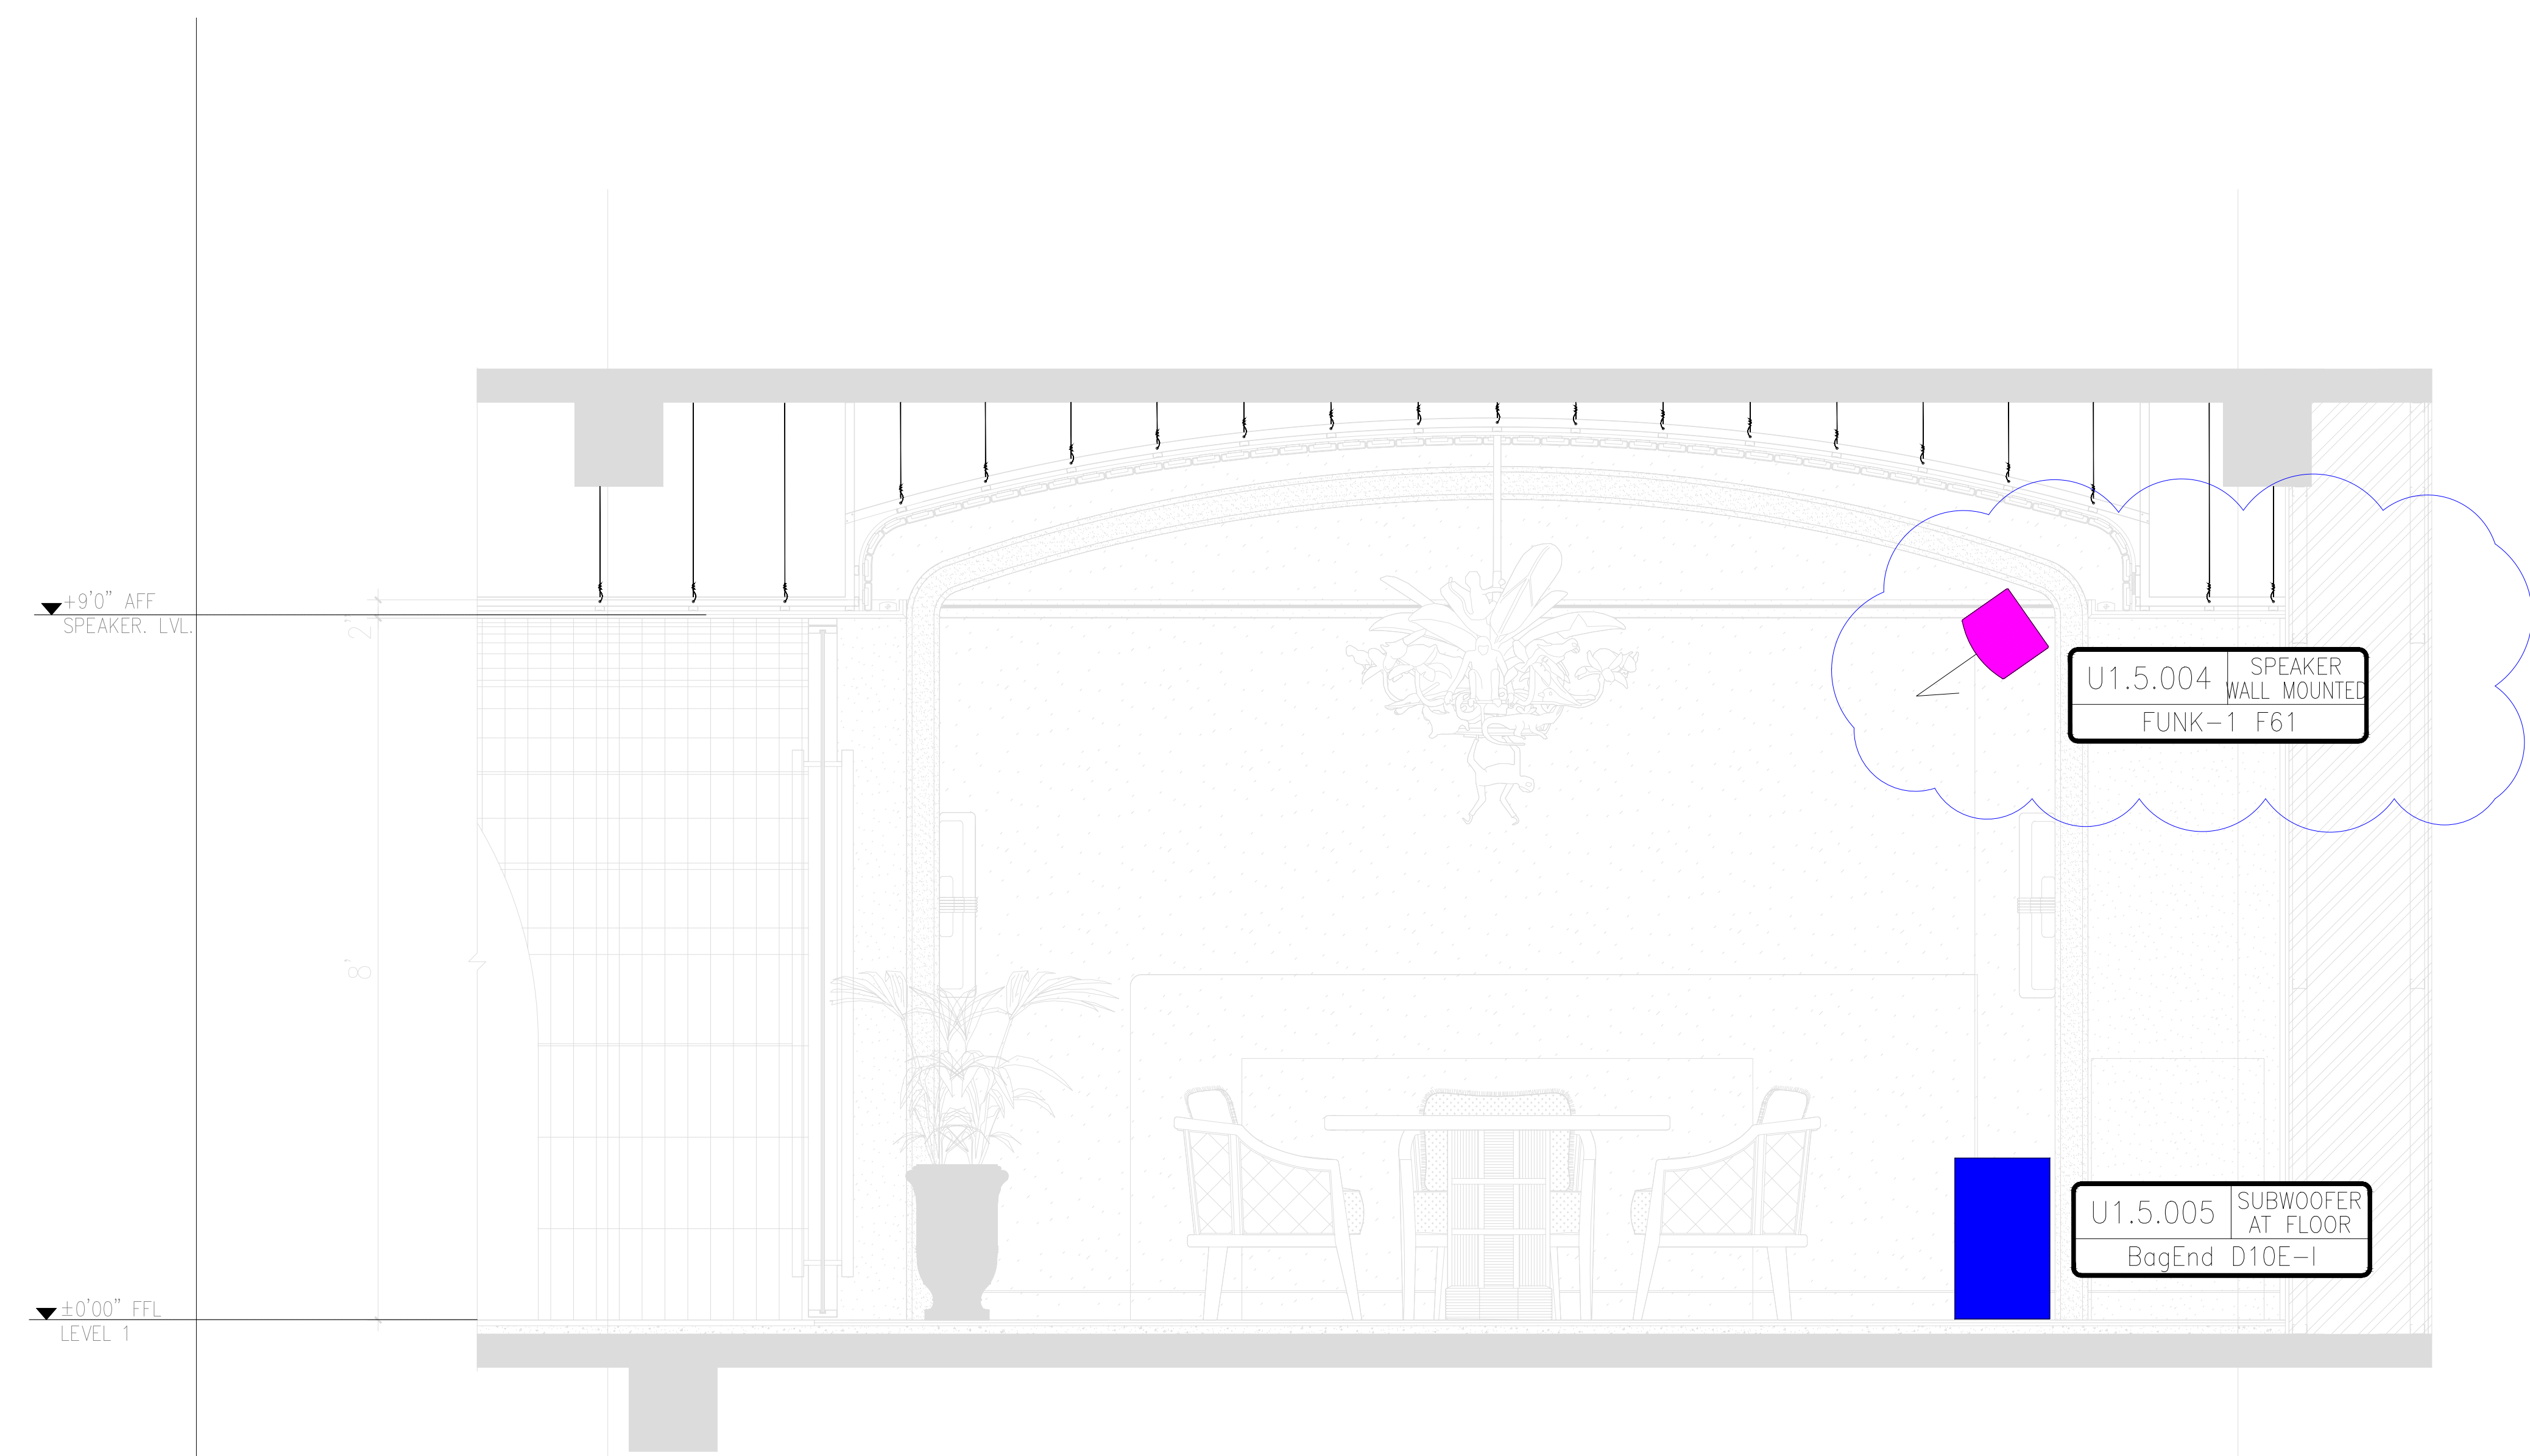 +9'0" AFF
SPEAKER. LVL.
2"
8'
U1.5.004
SPEAKER
WALL MOUNTED
FUNK-1 F61
U1.5.005
SUBWOOFER
AT FLOOR
BagEnd D10E-I
±0'00" FFL
LEVEL 1